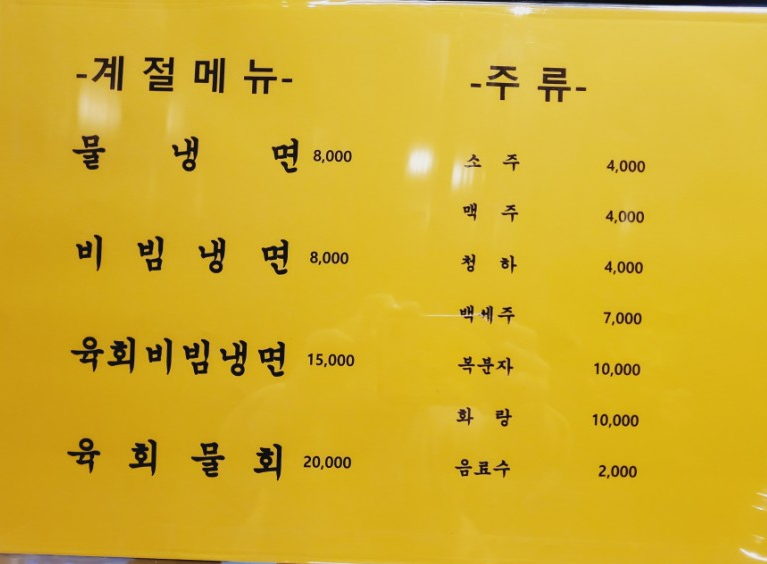 -계 절 메 뉴-
물 냉 면 8,000
비 빔 냉 면 8,000
육회비빔냉면 15,000
육 회 물 회 20,000
-주 류-
소 주 4,000
맥 주 4,000
청 하 4,000
백세주 7,000
복분자 10,000
화 랑 10,000
음료수 2,000